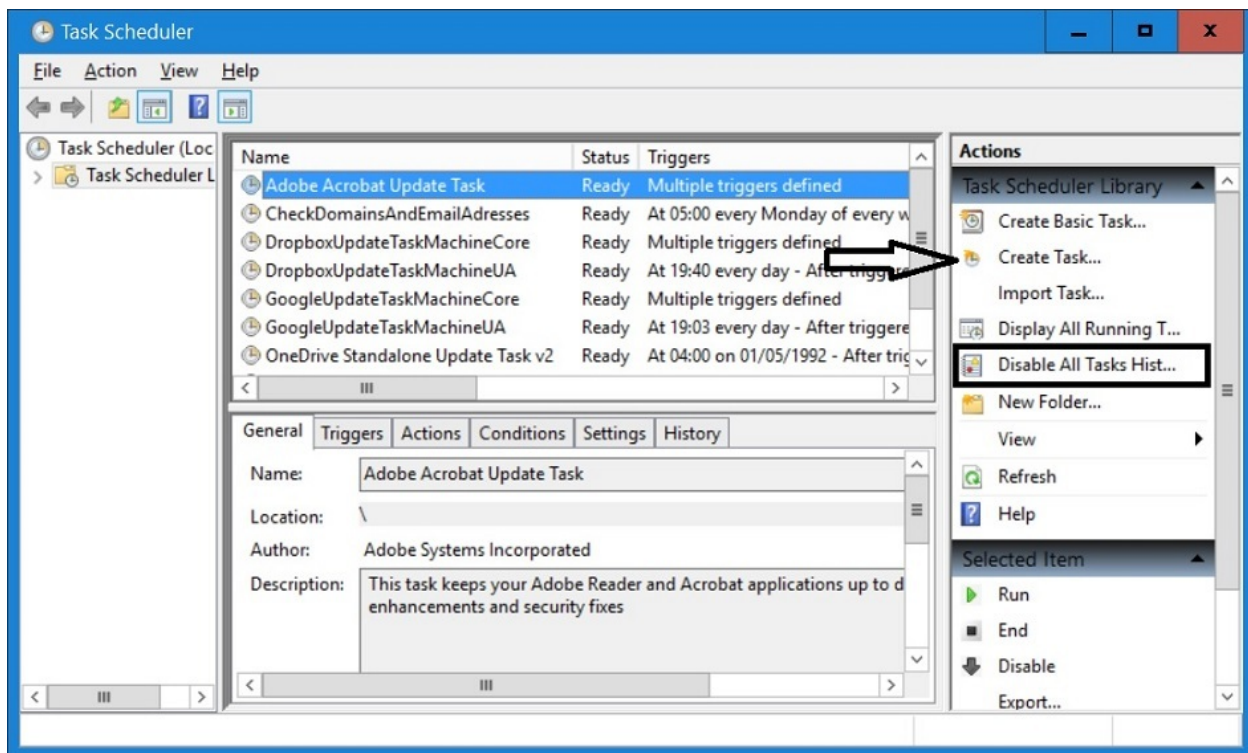 Task Scheduler
File Action View Help
Task Scheduler (Loc
Task Scheduler L
Name Status Triggers
Adobe Acrobat Update Task Ready Multiple triggers defined
CheckDomainsAndEmailAdresses Ready At 05:00 every Monday of every w
DropboxUpdateTaskMachineCore Ready Multiple triggers defined
DropboxUpdateTaskMachineUA Ready At 19:40 every day - After triggere
GoogleUpdateTaskMachineCore Ready Multiple triggers defined
GoogleUpdateTaskMachineUA Ready At 19:03 every day - After triggere
OneDrive Standalone Update Task v2 Ready At 04:00 on 01/05/1992 - After trig
General Triggers Actions Conditions Settings History
Name: Adobe Acrobat Update Task
Location: \
Author: Adobe Systems Incorporated
Description: This task keeps your Adobe Reader and Acrobat applications up to d
enhancements and security fixes
Actions
Task Scheduler Library
Create Basic Task...
Create Task...
Import Task...
Display All Running T...
Disable All Tasks Hist...
New Folder...
View
Refresh
Help
Selected Item
Run
End
Disable
Export...